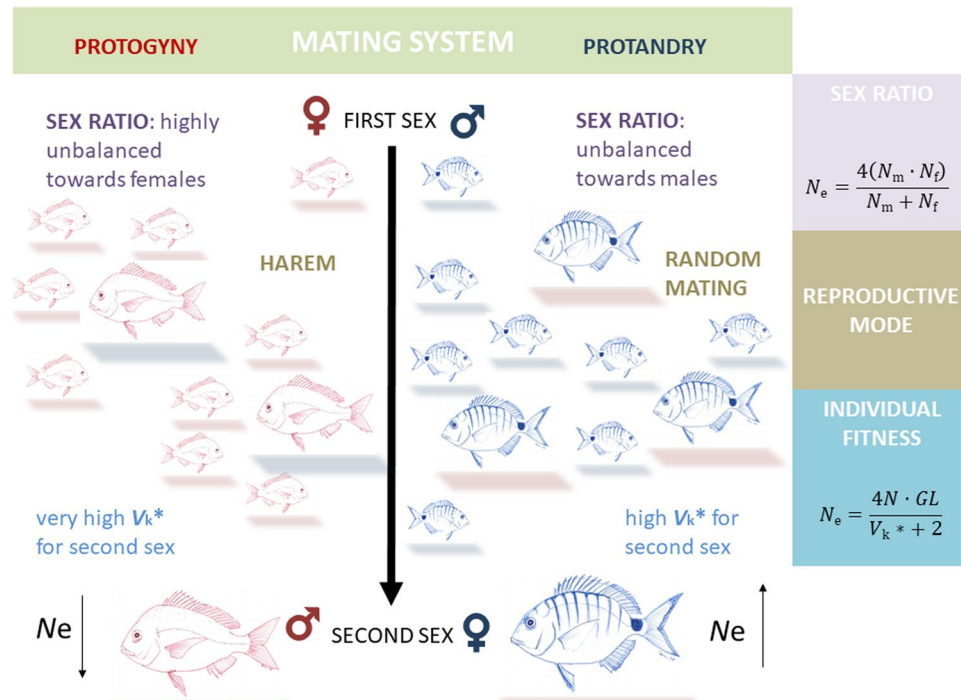 PROTOGYNY
MATING SYSTEM
PROTANDRY
SEX RATIO: highly
unbalanced
towards females
♀ FIRST SEX ♂
SEX RATIO:
unbalanced
towards males
HAREM
RANDOM
MATING
very high Vk*
for second sex
high Vk* for
second sex
Ne
♂ SECOND SEX ♀
Ne
SEX RATIO
Ne = 4(Nm · Nf) / Nm + Nf
REPRODUCTIVE
MODE
INDIVIDUAL
FITNESS
Ne = 4N · GL / Vk * + 2